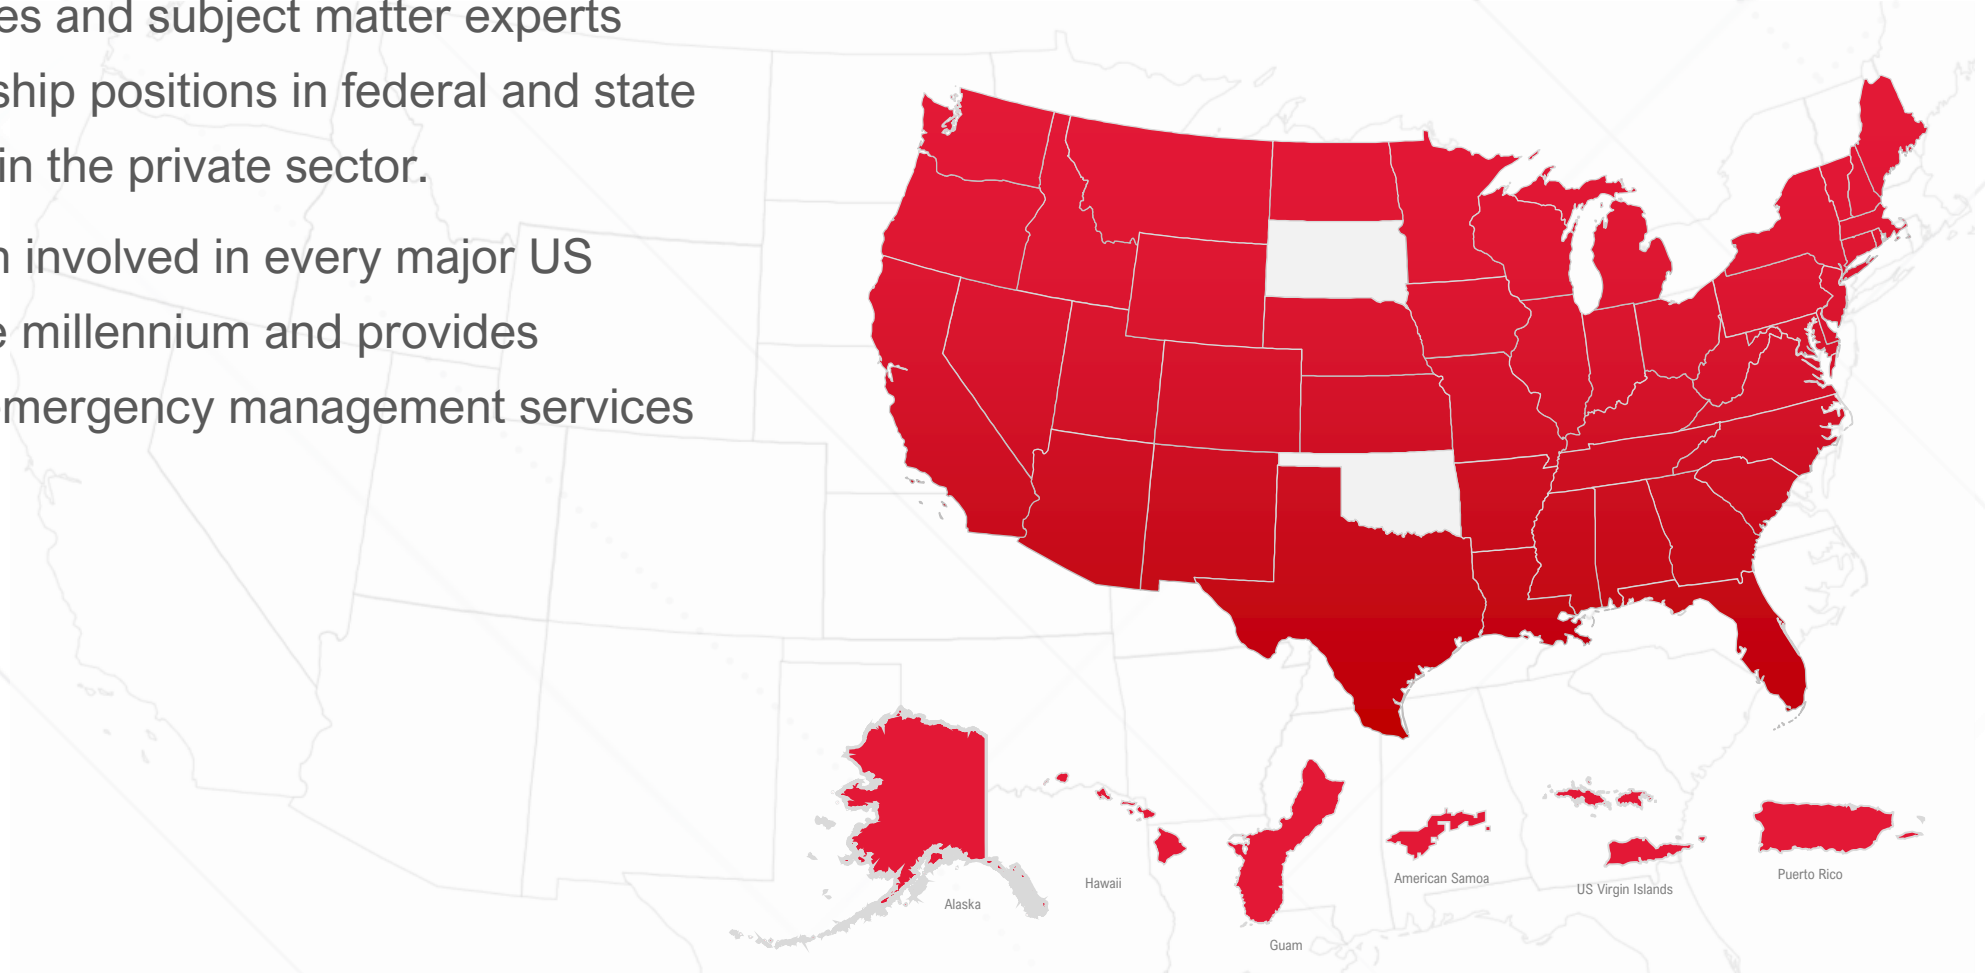 es and subject matter experts
ship positions in federal and state
in the private sector.
n involved in every major US
e millennium and provides
emergency management services
Alaska
Hawaii
Guam
American Samoa
US Virgin Islands
Puerto Rico